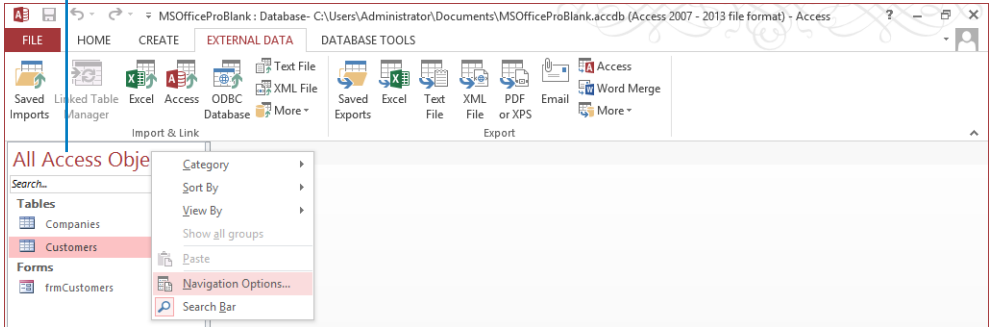 MSOfficeProBlank : Database- C:\Users\Administrator\Documents\MSOfficeProBlank.accdb (Access 2007 - 2013 file format) - Access
FILE HOME CREATE EXTERNAL DATA DATABASE TOOLS
Saved Imports
Linked Table Manager
Excel
Access
ODBC Database
Text File
XML File
More
Import & Link
Saved Exports
Excel
Text File
XML File
PDF or XPS
Email
Access
Word Merge
More
Export
All Access Obje
Search...
Tables
Companies
Customers
Forms
frmCustomers
Category
Sort By
View By
Show all groups
Paste
Navigation Options...
Search Bar